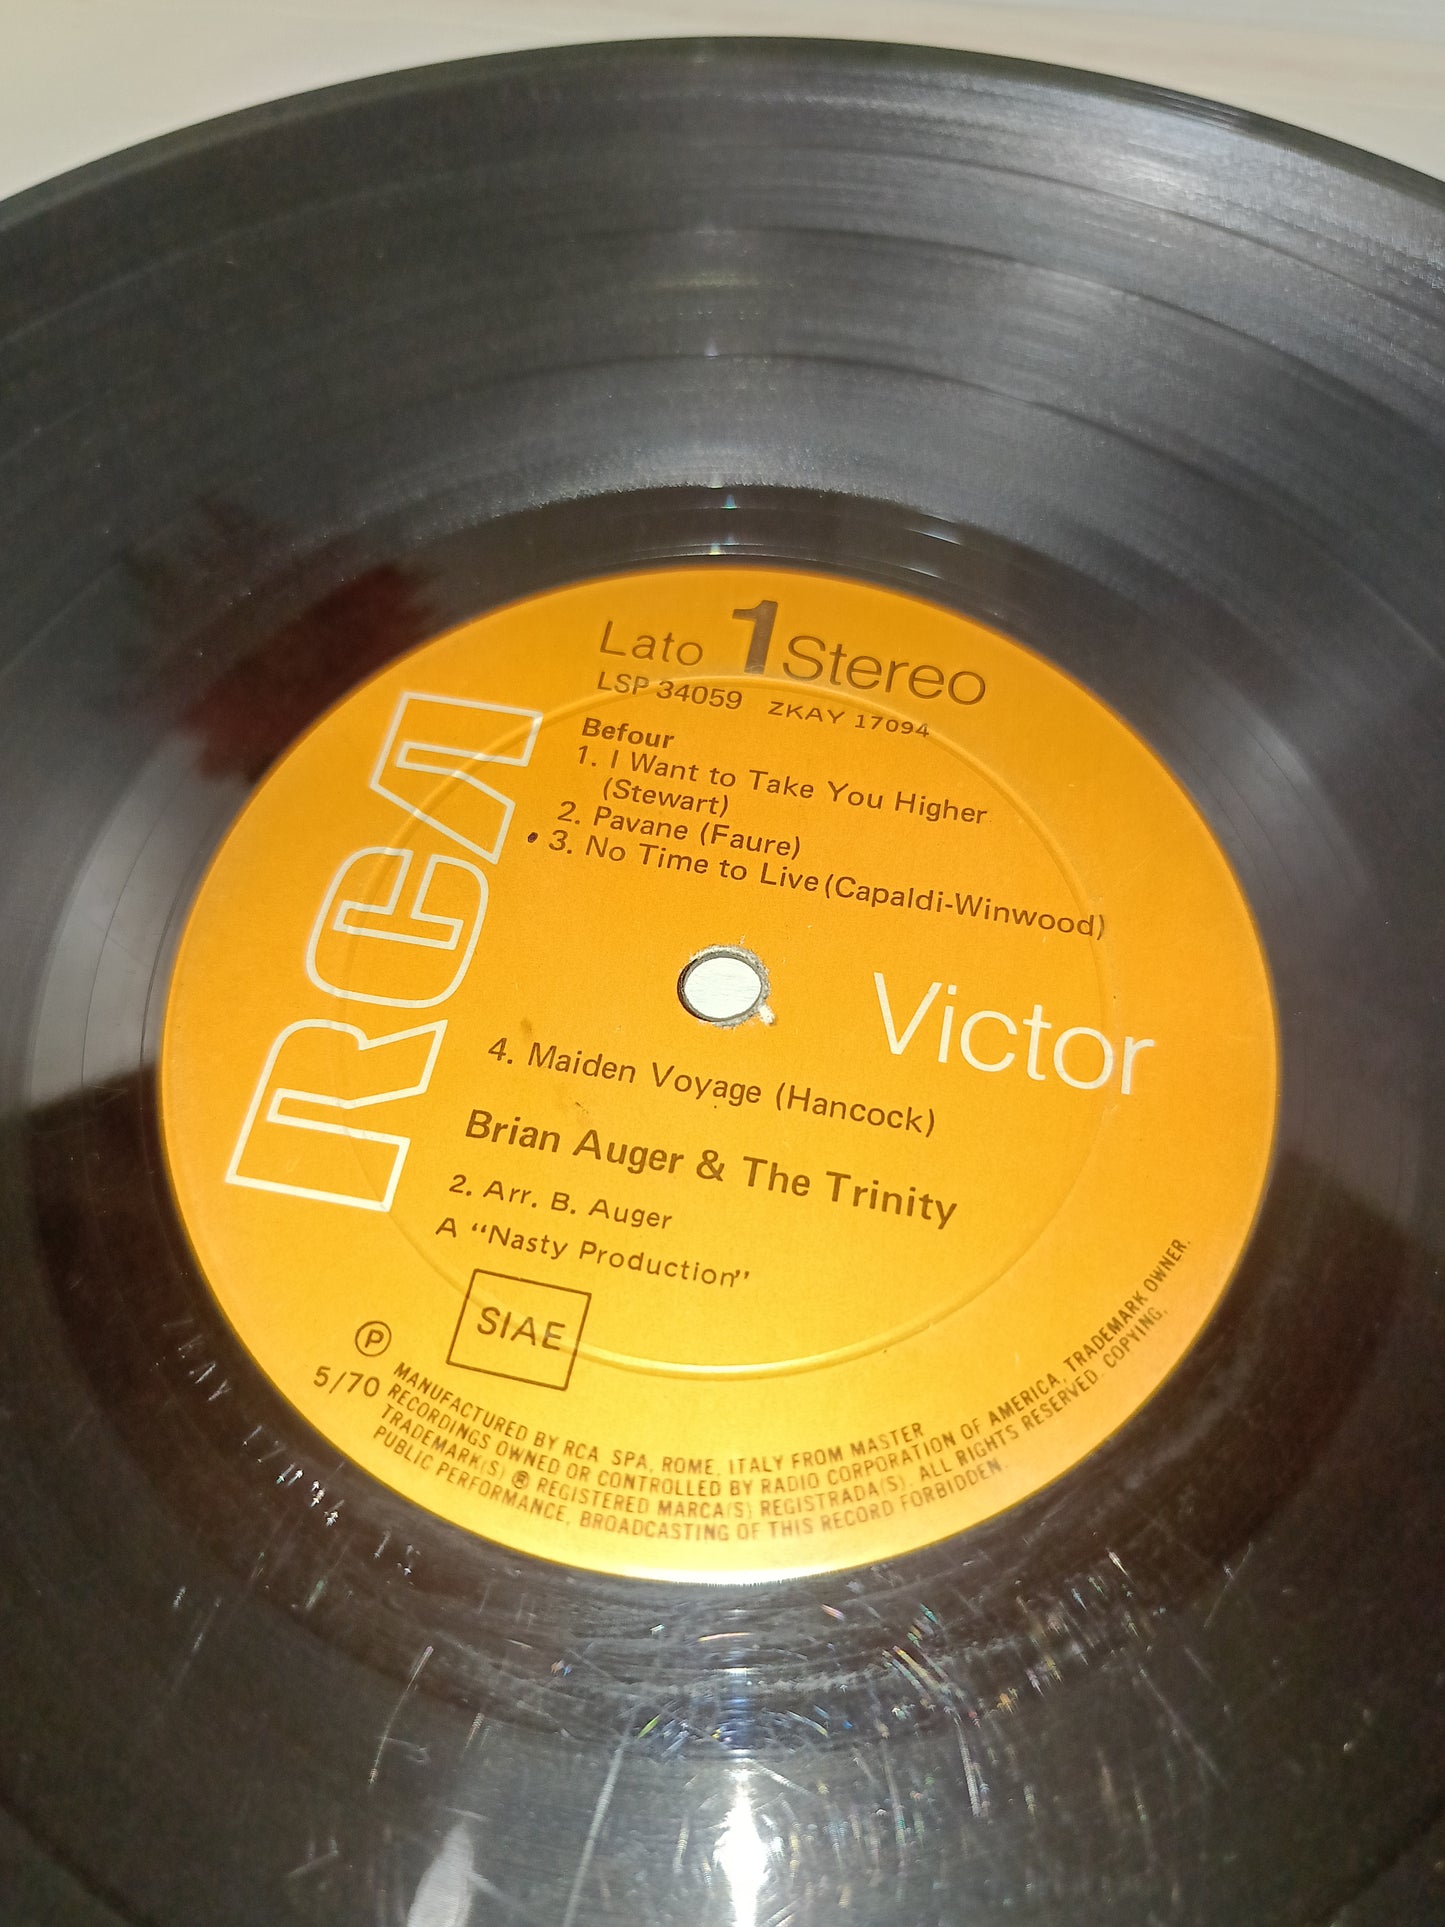 Lato 1 Stereo
LSP 34059 ZKAY 17094
Befour
1. I Want to Take You Higher
(Stewart)
2. Pavane (Faure)
3. No Time to Live (Capaldi-Winwood)
RCA
Victor
4. Maiden Voyage (Hancock)
Brian Auger & The Trinity
2. Arr. B. Auger
A "Nasty Production"
SIAE
Ⓟ
5/70
MANUFACTURED BY RCA SPA, ROME, ITALY FROM MASTER
RECORDINGS OWNED OR CONTROLLED BY RADIO CORPORATION OF AMERICA, TRADEMARK OWNER.
TRADEMARK(S) ® REGISTERED MARCA(S) REGISTRADA(S). ALL RIGHTS RESERVED. COPYING,
PUBLIC PERFORMANCE, BROADCASTING OF THIS RECORD FORBIDDEN.